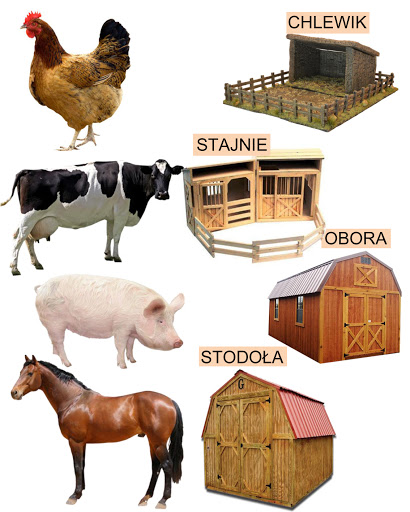 CHLEWIK
STAJNIE
OBORA
STODOŁA
G